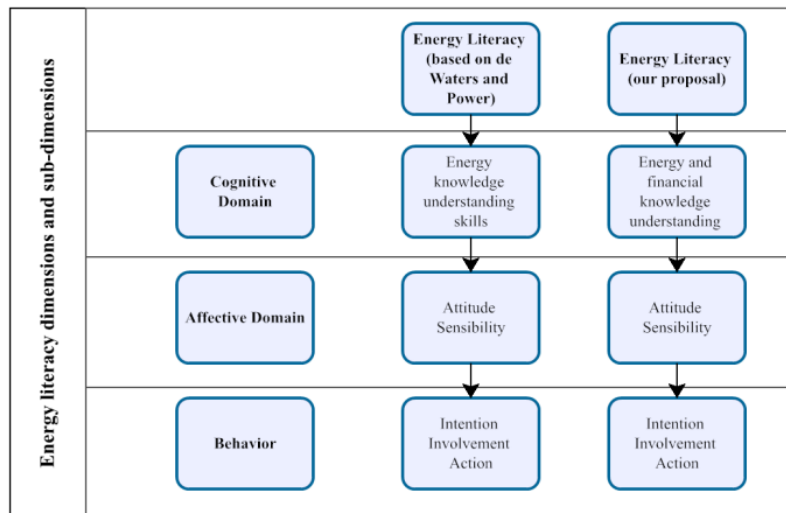 Energy literacy dimensions and sub-dimensions
Energy Literacy
(based on de
Waters and
Power)
Energy Literacy
(our proposal)
Cognitive
Domain
Energy
knowledge
understanding
skills
Energy and
financial
knowledge
understanding
Affective Domain
Attitude
Sensibility
Attitude
Sensibility
Behavior
Intention
Involvement
Action
Intention
Involvement
Action